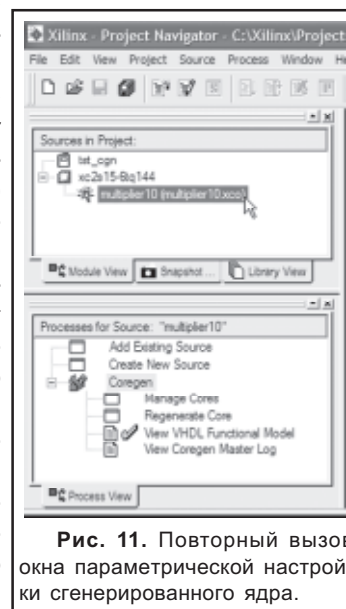 Xilinx - Project Navigator - C:\Xilinx\Project
File Edit View Project Source Process Window He
Sources in Project:
tst_cgn
xc2s15-6tq144
multiplier10 (multiplier10.xco)
Module View Snapshot ... Library View
Processes for Source: "multiplier10"
Add Existing Source
Create New Source
Coregen
Manage Cores
Regenerate Core
View VHDL Functional Model
View Coregen Master Log
Process View
Рис. 11. Повторный вызов
окна параметрической настрой-
ки сгенерированного ядра.